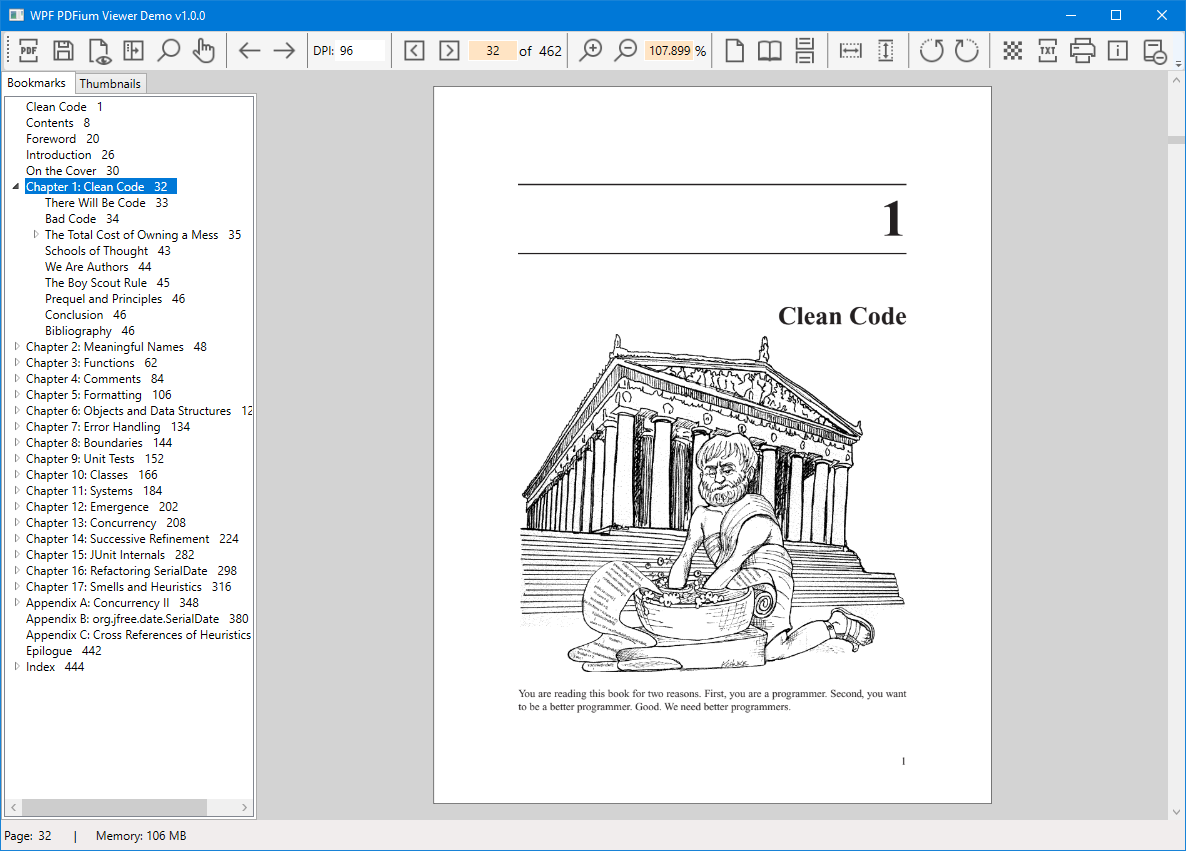 WPF PDFium Viewer Demo v1.0.0
PDF DPI: 96 32 of 462 107.899 % TXT
Bookmarks Thumbnails
Clean Code 1
Contents 8
Foreword 20
Introduction 26
On the Cover 30
Chapter 1: Clean Code 32
There Will Be Code 33
Bad Code 34
The Total Cost of Owning a Mess 35
Schools of Thought 43
We Are Authors 44
The Boy Scout Rule 45
Prequel and Principles 46
Conclusion 46
Bibliography 46
Chapter 2: Meaningful Names 48
Chapter 3: Functions 62
Chapter 4: Comments 84
Chapter 5: Formatting 106
Chapter 6: Objects and Data Structures 12
Chapter 7: Error Handling 134
Chapter 8: Boundaries 144
Chapter 9: Unit Tests 152
Chapter 10: Classes 166
Chapter 11: Systems 184
Chapter 12: Emergence 202
Chapter 13: Concurrency 208
Chapter 14: Successive Refinement 224
Chapter 15: JUnit Internals 282
Chapter 16: Refactoring SerialDate 298
Chapter 17: Smells and Heuristics 316
Appendix A: Concurrency II 348
Appendix B: org.jfree.date.SerialDate 380
Appendix C: Cross References of Heuristics
Epilogue 442
Index 444
1
Clean Code
You are reading this book for two reasons. First, you are a programmer. Second, you want
to be a better programmer. Good. We need better programmers.
1
Page: 32 | Memory: 106 MB